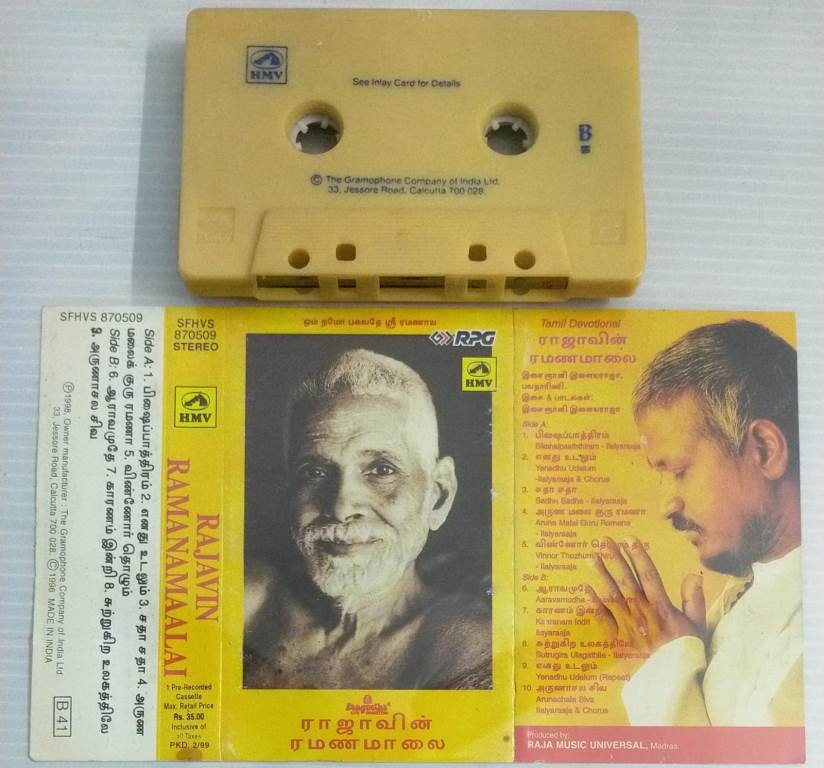 HMV
See Inlay Card for Details
B
© The Gramophone Company of India Ltd.
33, Jessore Road, Calcutta 700 028.
SFHVS 870509
Side A: 1. பிஷைப்பாத்திரம் 2. எனது உடலும் 3. சதா சதா 4. அருண
மலைக் குரு ரமணா 5. விண்ணோர் தொழும்
Side B: 6. ஆராவமுதே 7. காரணம் இன்றி 8. சுற்றுகிற உலகத்திலே
9. அருணாசல சிவ
℗1998. Owner manufacturer : The Gramophone Company of India Ltd
33, Jessore Road, Calcutta 700 028. ©1998 MADE IN INDIA
B 41
SFHVS
870509
STEREO
HMV
RAJAVIN
RAMANAMAALAI
1 Pre-Recorded
Cassette
Max. Retail Price
Rs. 35.00
Inclusive of
all Taxes
PKD. 2/99
ஓம் நமோ பகவதே ஸ்ரீ ரமணாய
RPG
HMV
ராஜாவின்
ரமணமாலை
Tamil Devotional
ராஜாவின்
ரமணமாலை
இசைஞானி இளையராஜா,
பவதாரிணி.
இசை & பாடல்கள்:
இசைஞானி இளையராஜா
Side A:
1. பிஷைப்பாத்திரம்
Bikshaipaaththiram - Ilaiyaraaja
2. எனது உடலும்
Yenadhu Udalum
-Ilaiyaraaja & Chorus
3. சதா சதா
Sadha Sadha - Ilaiyaraaja
4. அருண மலை குரு ரமணா
Aruna Malai Guru Ramana
- Ilaiyaraaja
5. விண்ணோர் தொழும்
Vinnor Thozhum
- Ilaiyaraaja
Side B:
6. ஆராவமுதே
Aaravamudhe
7. காரணம் இன்றி
Kaaranam Indri
Ilaiyaraaja
8. சுற்றுகிற உலகத்திலே
Sutrugira Ulagathile - Ilaiyaraaja
9. எனது உடலும்
Yenadhu Udalum (Repeat)
10. அருணாசல சிவ
Arunachala Siva
Ilaiyaraaja & Chorus
Produced by:
RAJA MUSIC UNIVERSAL, Madras.